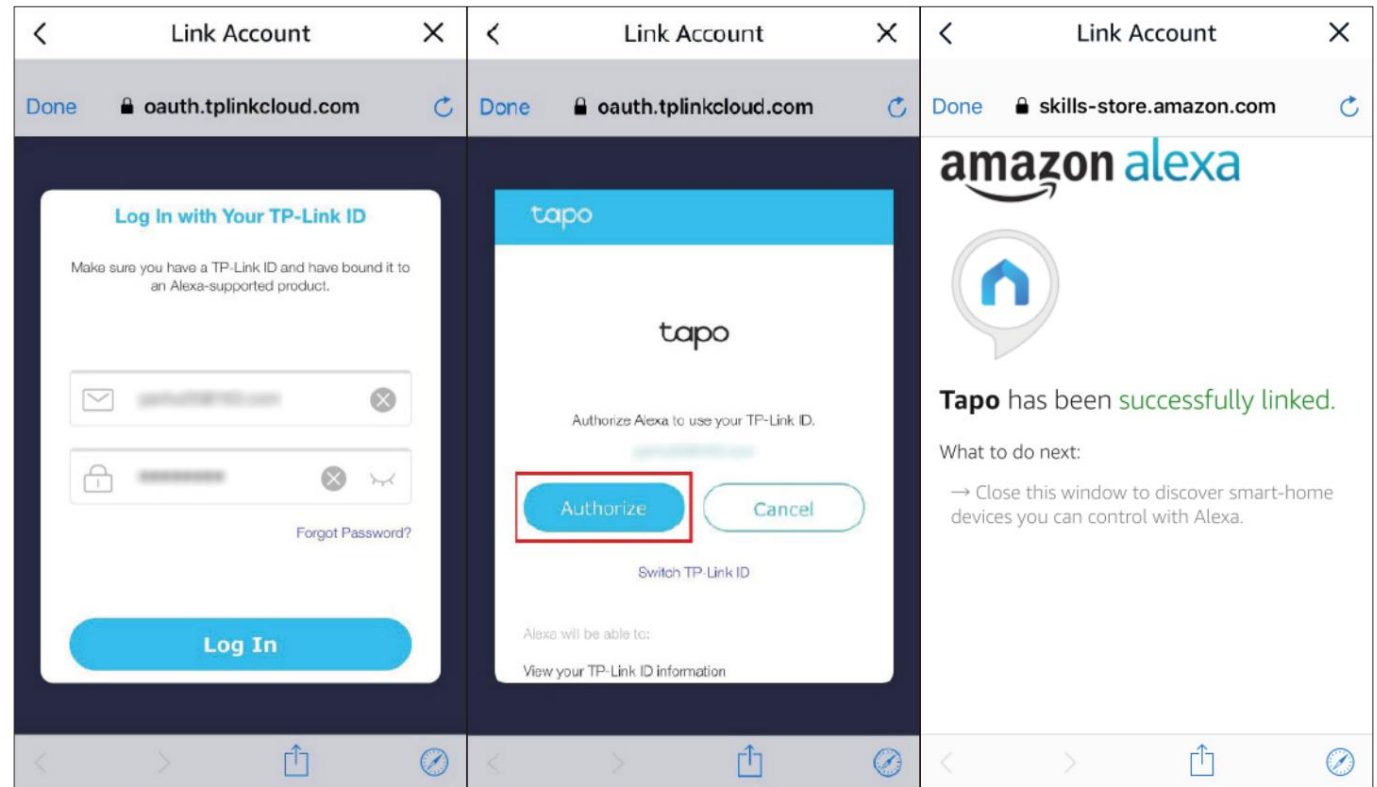 Link Account
Done oauth.tplinkcloud.com
Log In with Your TP-Link ID
Make sure you have a TP-Link ID and have bound it to
an Alexa-supported product.
Forgot Password?
Log In
Link Account
Done oauth.tplinkcloud.com
tapo
tapo
Authorize Alexa to use your TP-Link ID.
Authorize Cancel
Switch TP-Link ID
Alexa will be able to:
View your TP-Link ID information
Link Account
Done skills-store.amazon.com
amazon alexa
Tapo has been successfully linked.
What to do next:
→ Close this window to discover smart-home
devices you can control with Alexa.